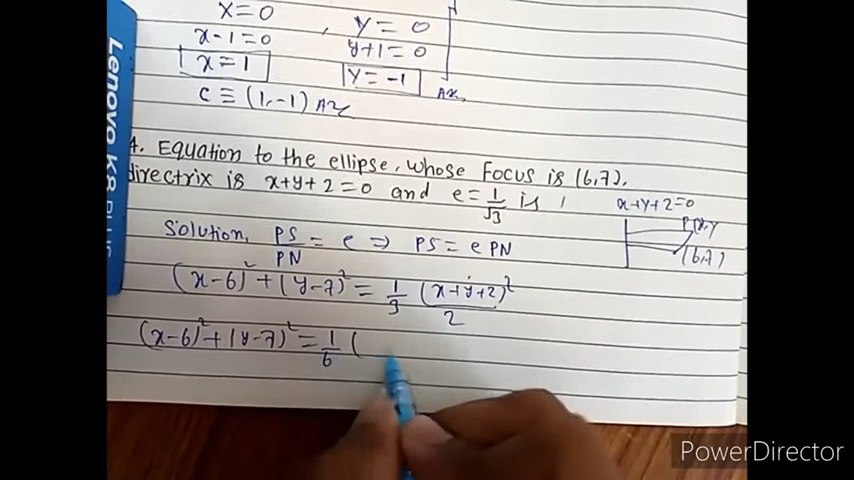 x=0
x-1=0 , y = 0
x=1 y+1=0
y= -1
C ≡ (1,-1)
Lenovo K8 PLUS
4. Equation to the ellipse, whose focus is (6,7).
directrix is x+y+2=0 and e=1/√3 is
x+y+2=0
P(x,y
(6,7)
Solution, PS/PN = e ⇒ PS = e PN
(x-6)² + (y-7)² = 1/3 (x+y+2)²/2
(x-6)² + (y-7)² = 1/6 (
PowerDirector